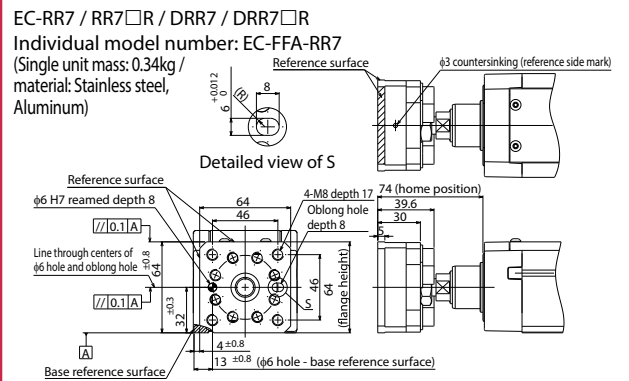 EC-RR7 / RR7□R / DRR7 / DRR7□R
Individual model number: EC-FFA-RR7
(Single unit mass: 0.34kg /
material: Stainless steel,
Aluminum)
Reference surface
φ3 countersinking (reference side mark)
+0.012
0
6
(R)
8
Detailed view of S
Reference surface
φ6 H7 reamed depth 8
64
46
4-M8 depth 17
Oblong hole
depth 8
74 (home position)
39.6
30
5
// 0.1 A
Line through centers of
φ6 hole and oblong hole
64 ±0.8
// 0.1 A
32 ±0.3
46
64
(flange height)
S
A
4 ±0.8
13 ±0.8 (φ6 hole - base reference surface)
Base reference surface